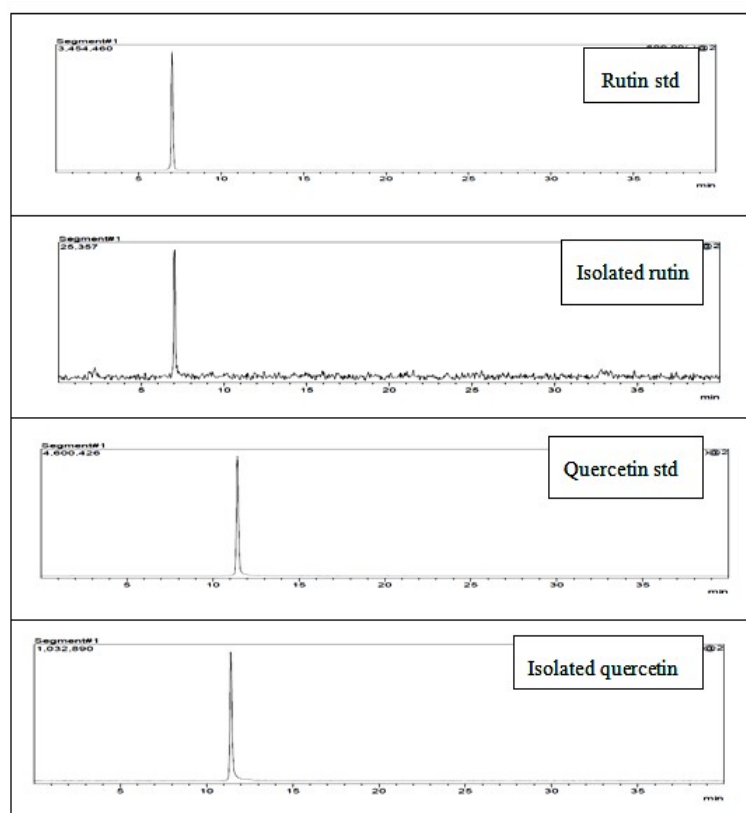 Segment#1
3,454,460
Rutin std
5 10 15 20 25 30 35
min
Segment#1
25,357
@2
Isolated rutin
5 10 15 20 25 30 35
min
Segment#1
4,600,426
@2
Quercetin std
5 10 15 20 25 30 35
min
Segment#1
1,032,890
@2
Isolated quercetin
5 10 15 20 25 30 35
min